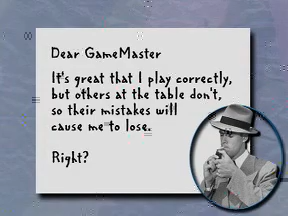 Dear GameMaster
It's great that I play correctly,
but others at the table don't,
so their mistakes will
cause me to lose.
Right?